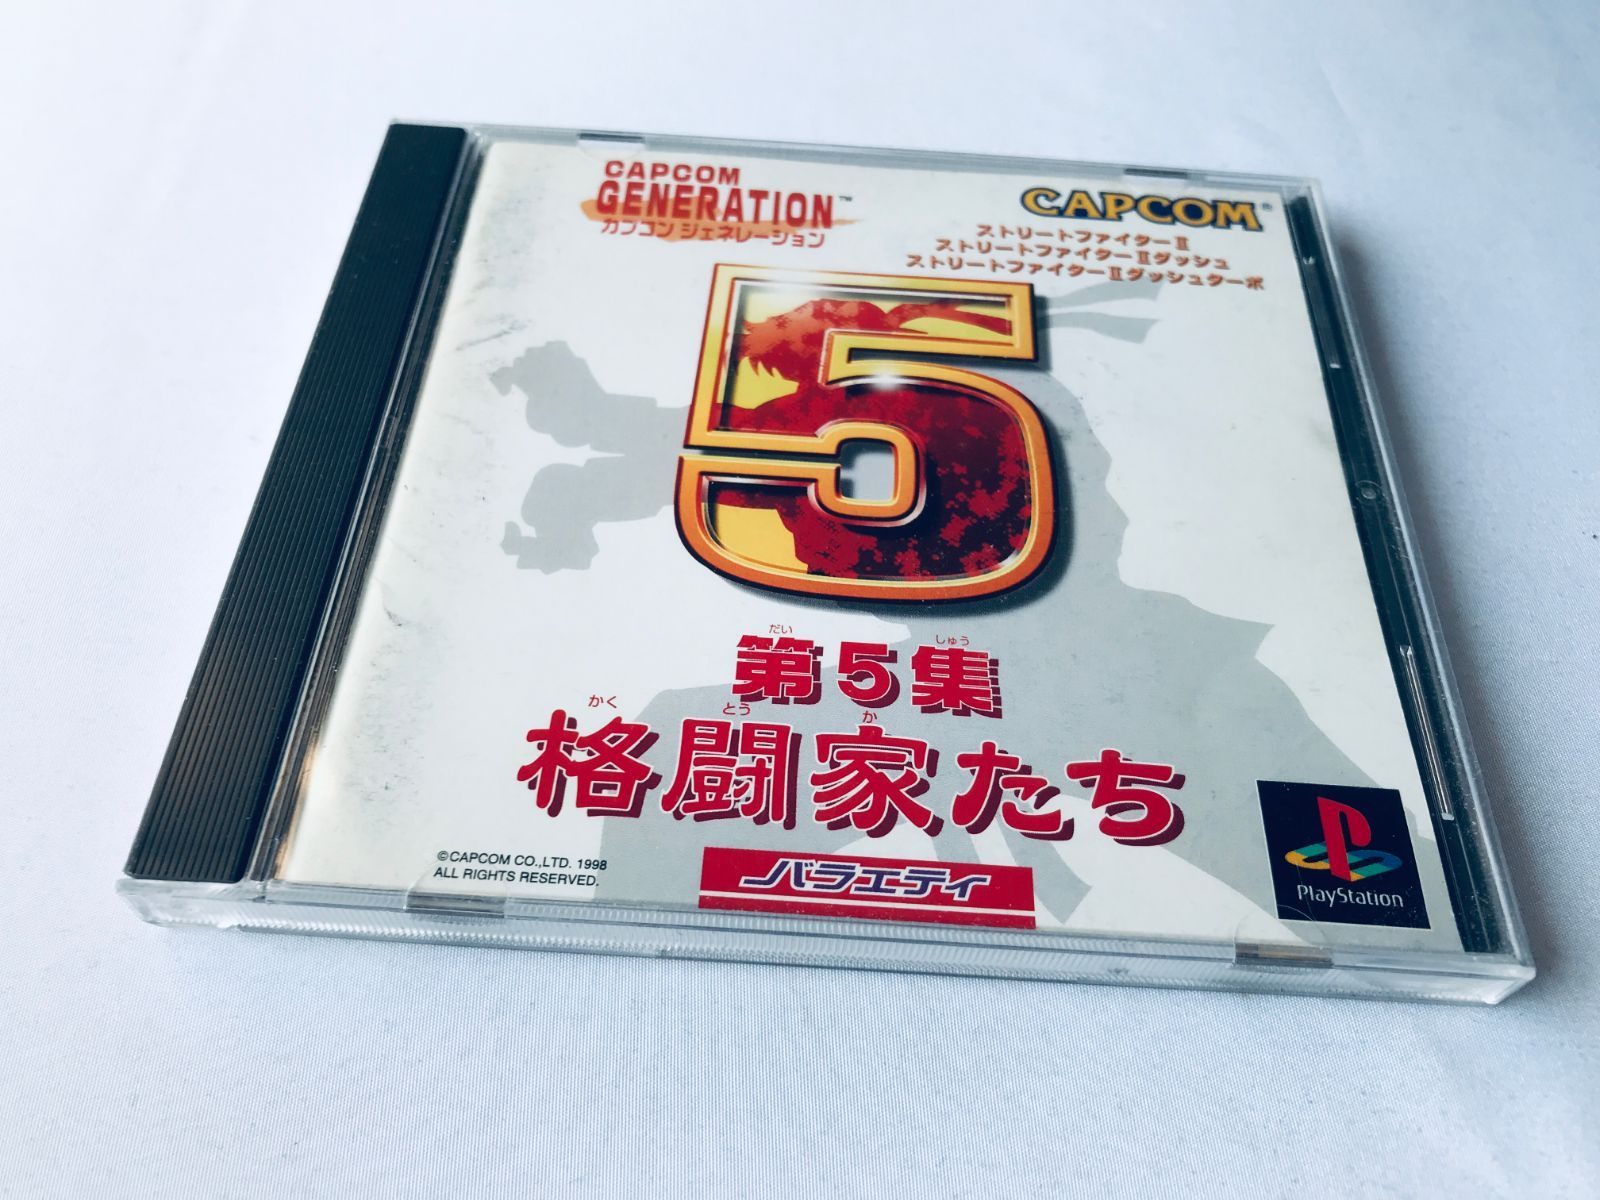 CAPCOM
GENERATION™
カプコン ジェネレーション
CAPCOM®
ストリートファイターⅡ
ストリートファイターⅡダッシュ
ストリートファイターⅡダッシュターボ
5
だい しゅう
第5集
かく とう か
格闘家たち
©CAPCOM CO.,LTD. 1998
ALL RIGHTS RESERVED.
バラエティ
PlayStation